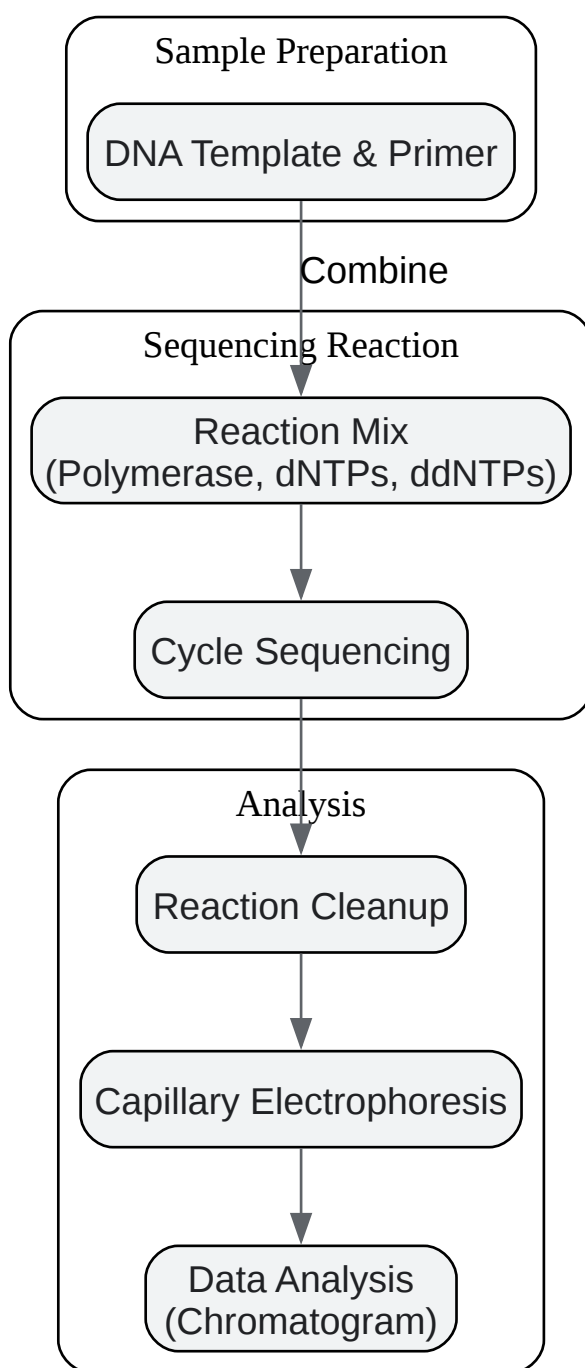 Sample Preparation
DNA Template & Primer
Combine
Sequencing Reaction
Reaction Mix
(Polymerase, dNTPs, ddNTPs)
Cycle Sequencing
Analysis
Reaction Cleanup
Capillary Electrophoresis
Data Analysis
(Chromatogram)